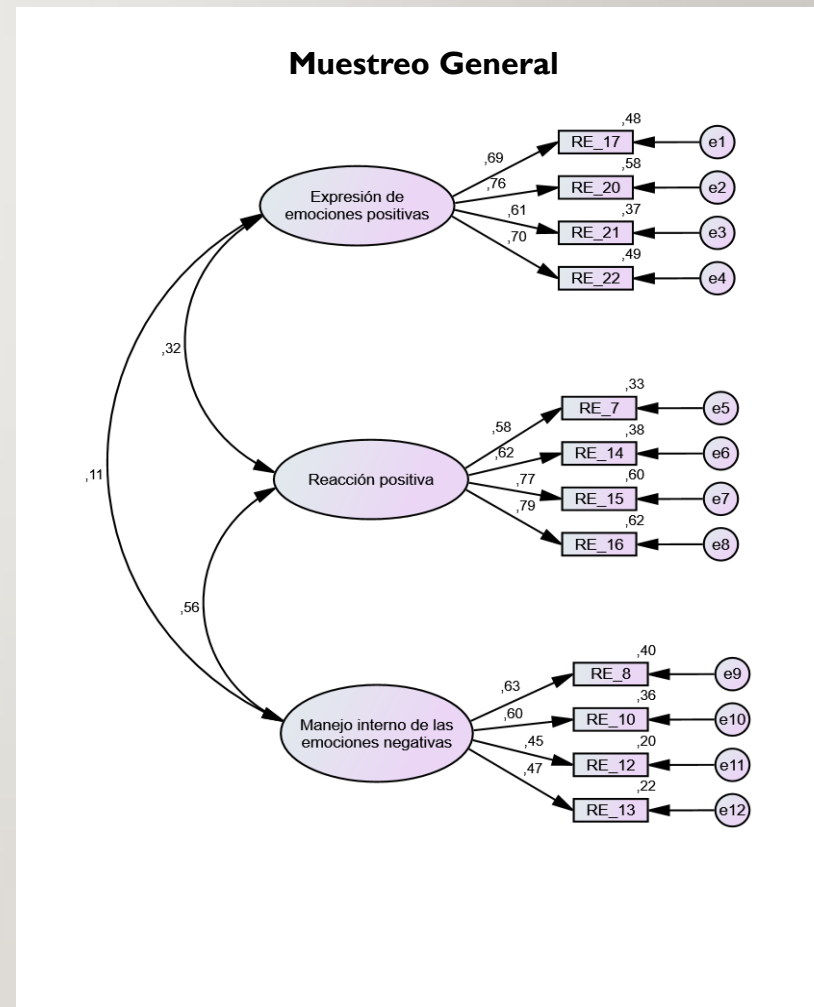 Muestreo General
Expresión de
emociones positivas
,69
,76
,61
,70
,48
RE_17
e1
,58
RE_20
e2
,37
RE_21
e3
,49
RE_22
e4
,32
,11
Reacción positiva
,58
,62
,77
,79
,33
RE_7
e5
,38
RE_14
e6
,60
RE_15
e7
,62
RE_16
e8
,56
Manejo interno de las
emociones negativas
,63
,60
,45
,47
,40
RE_8
e9
,36
RE_10
e10
,20
RE_12
e11
,22
RE_13
e12